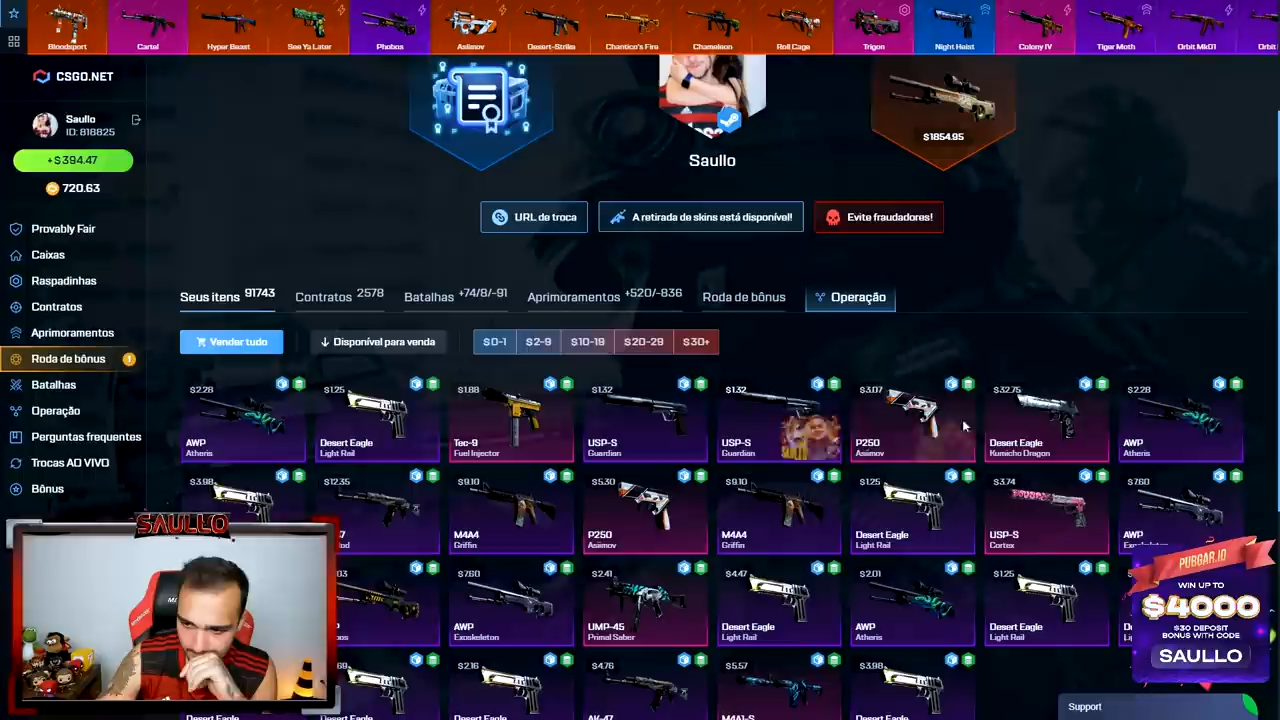 Bloodsport
Cartel
Hyper Beast
See Ya Later
Phobos
Asiimov
Desert-Strike
Chantico's Fire
Chameleon
Roll Cage
Trigon
Night Heist
Colony IV
Tiger Moth
Orbit Mk01
Orbit
CSGO.NET
Saullo
ID: 818825
+$394.47
720.63
Provably Fair
Caixas
Raspadinhas
Contratos
Aprimoramentos
Roda de bônus 1
Batalhas
Operação
Perguntas frequentes
Trocas AO VIVO
Bônus
$1854.95
Saullo
URL de troca
A retirada de skins está disponível!
Evite fraudadores!
Seus itens 91743
Contratos 2578
Batalhas +74/8/-91
Aprimoramentos +520/-836
Roda de bônus
Operação
Vender tudo
Disponível para venda
$0-1
$2-9
$10-19
$20-29
$30+
$2.28
AWP
Atheris
$1.25
Desert Eagle
Light Rail
$1.88
Tec-9
Fuel Injector
$1.32
USP-S
Guardian
$1.32
USP-S
Guardian
$3.07
P250
Asiimov
$32.75
Desert Eagle
Kumicho Dragon
$2.28
AWP
Atheris
$3.98
$12.35
$9.10
M4A4
Griffin
$5.30
P250
Asiimov
$9.10
M4A4
Griffin
$1.25
Desert Eagle
Light Rail
$3.74
USP-S
Cortex
$7.60
AWP
$7.60
AWP
Exoskeleton
$2.41
UMP-45
Primal Saber
$4.47
Desert Eagle
Light Rail
$2.01
AWP
Atheris
$1.25
Desert Eagle
Light Rail
$2.16
Desert Eagle
$4.76
AK-47
$5.57
M4A1-S
$3.98
Desert Eagle
SAULLO
PUBGAR.IO
WIN UP TO
$4000
$30 DEPOSIT
BONUS WITH CODE
SAULLO
Support